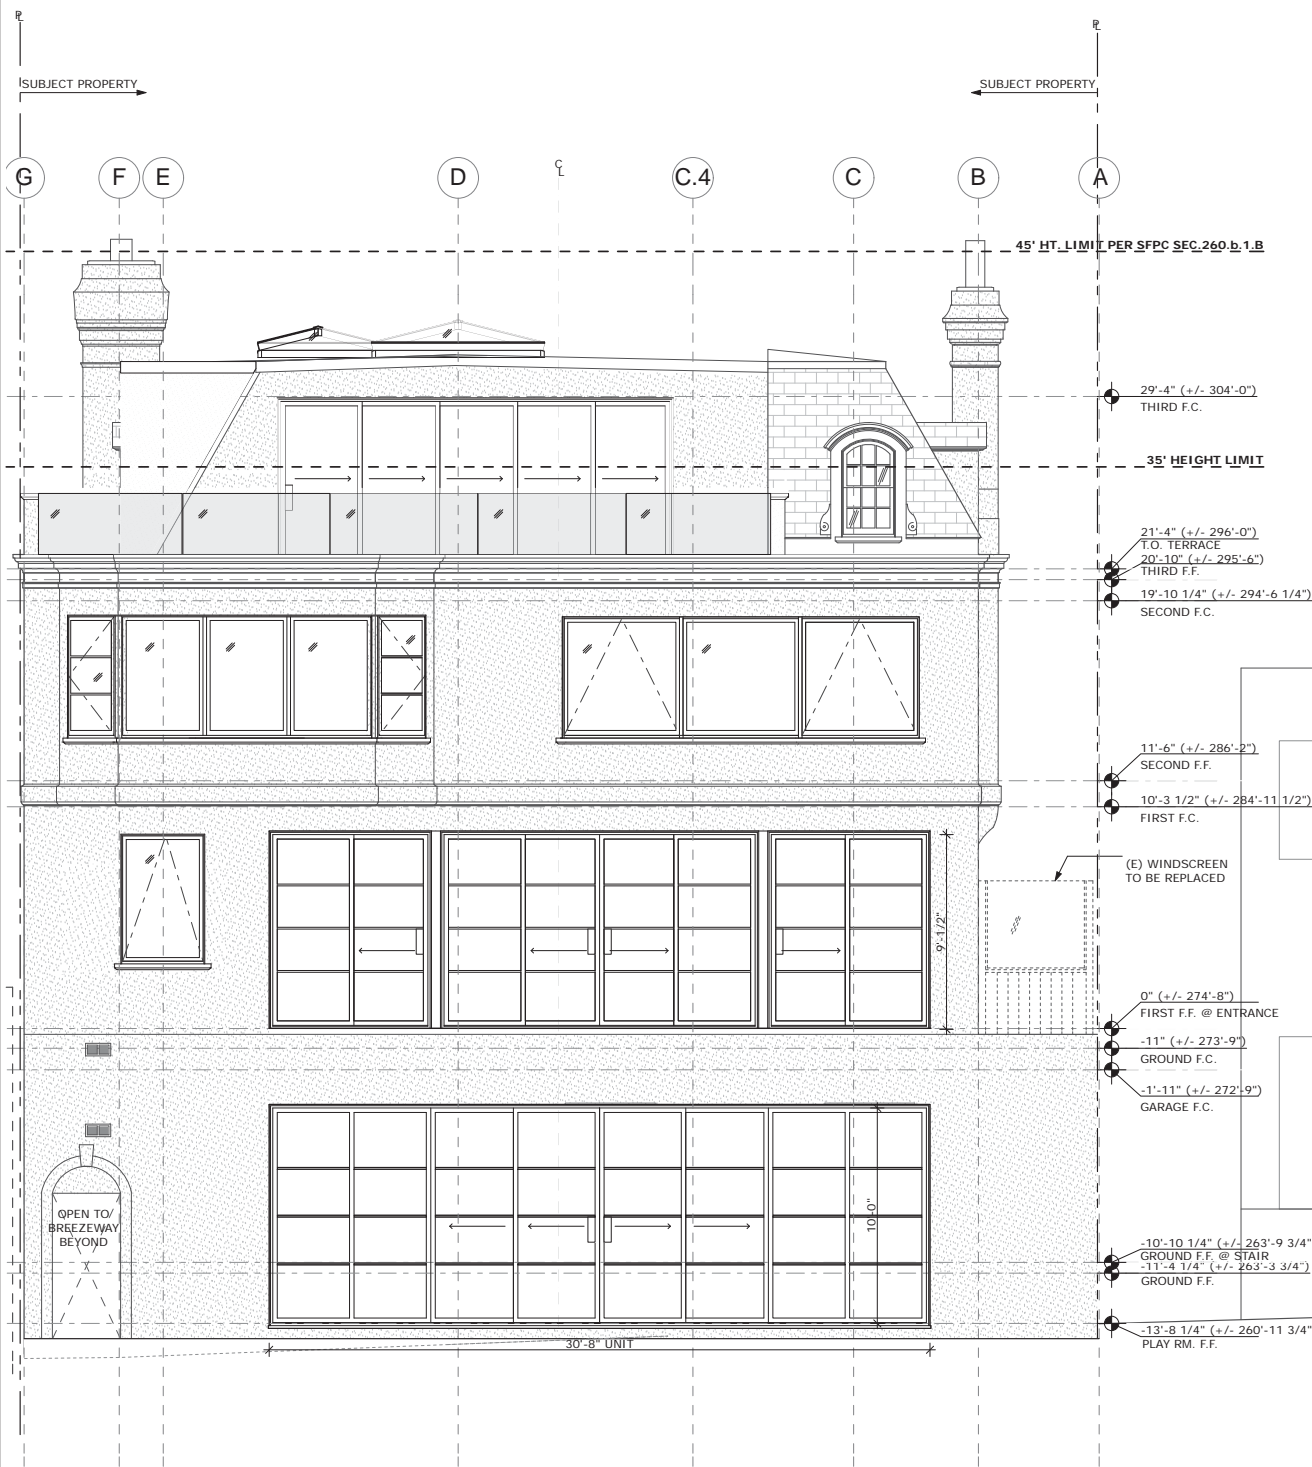 PL
PL
SUBJECT PROPERTY
SUBJECT PROPERTY
G
F
E
D
CL
C.4
C
B
A
45' HT. LIMIT PER SFPC SEC.260.b.1.B
29'-4" (+/- 304'-0")
THIRD F.C.
35' HEIGHT LIMIT
21'-4" (+/- 296'-0")
T.O. TERRACE
20'-10" (+/- 295'-6")
THIRD F.F.
19'-10 1/4" (+/- 294'-6 1/4")
SECOND F.C.
11'-6" (+/- 286'-2")
SECOND F.F.
10'-3 1/2" (+/- 284'-11 1/2")
FIRST F.C.
(E) WINDSCREEN
TO BE REPLACED
9'-1/2"
0" (+/- 274'-8")
FIRST F.F. @ ENTRANCE
-11" (+/- 273'-9")
GROUND F.C.
-1'-11" (+/- 272'-9")
GARAGE F.C.
OPEN TO
BREEZEWAY
BEYOND
10'-0"
-10'-10 1/4" (+/- 263'-9 3/4"
GROUND F.F. @ STAIR
-11'-4 1/4" (+/- 263'-3 3/4")
GROUND F.F.
-13'-8 1/4" (+/- 260'-11 3/4"
PLAY RM. F.F.
30'-8" UNIT